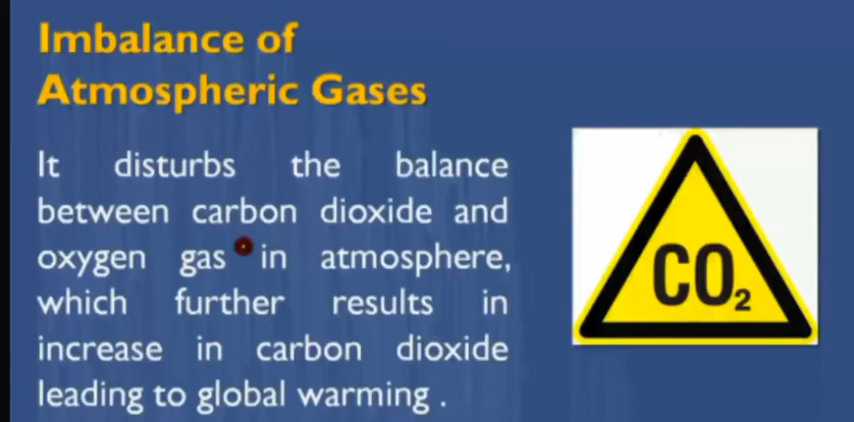 Imbalance of
Atmospheric Gases
It disturbs the balance
between carbon dioxide and
oxygen gas in atmosphere,
which further results in
increase in carbon dioxide
leading to global warming .
CO₂